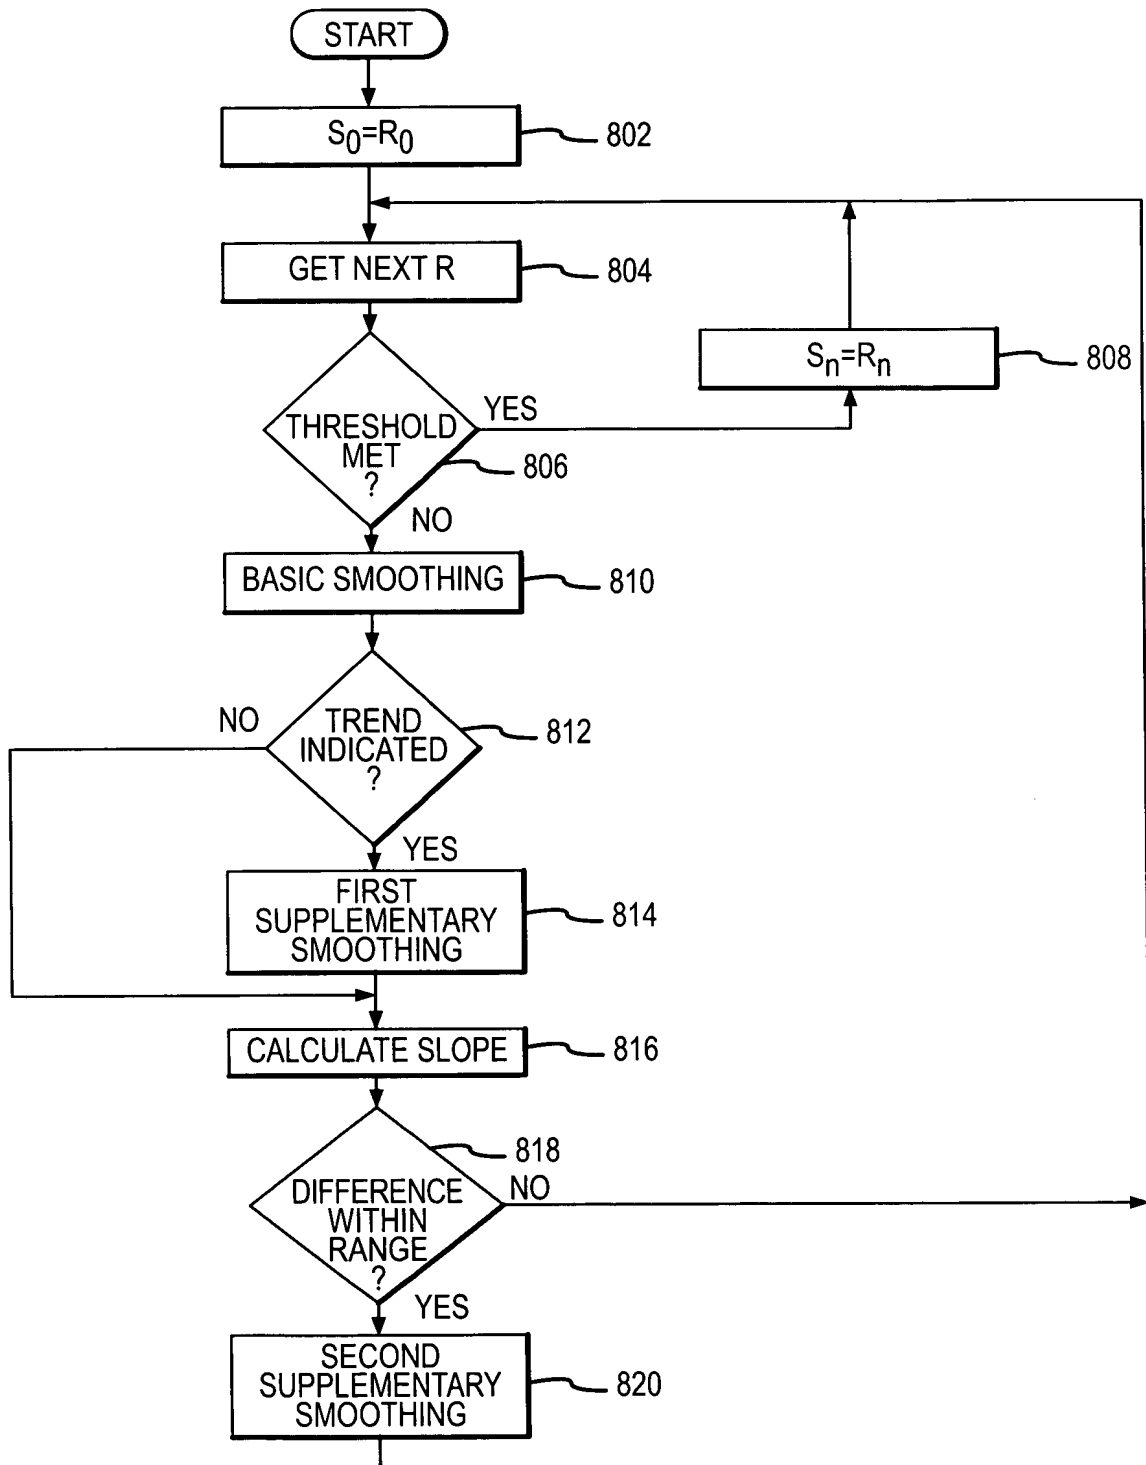 START
S0=R0
802
GET NEXT R
804
Sn=Rn
808
THRESHOLD
MET
?
YES
806
NO
BASIC SMOOTHING
810
NO
TREND
INDICATED
?
812
YES
FIRST
SUPPLEMENTARY
SMOOTHING
814
CALCULATE SLOPE
816
818
DIFFERENCE
WITHIN
RANGE
?
NO
YES
SECOND
SUPPLEMENTARY
SMOOTHING
820